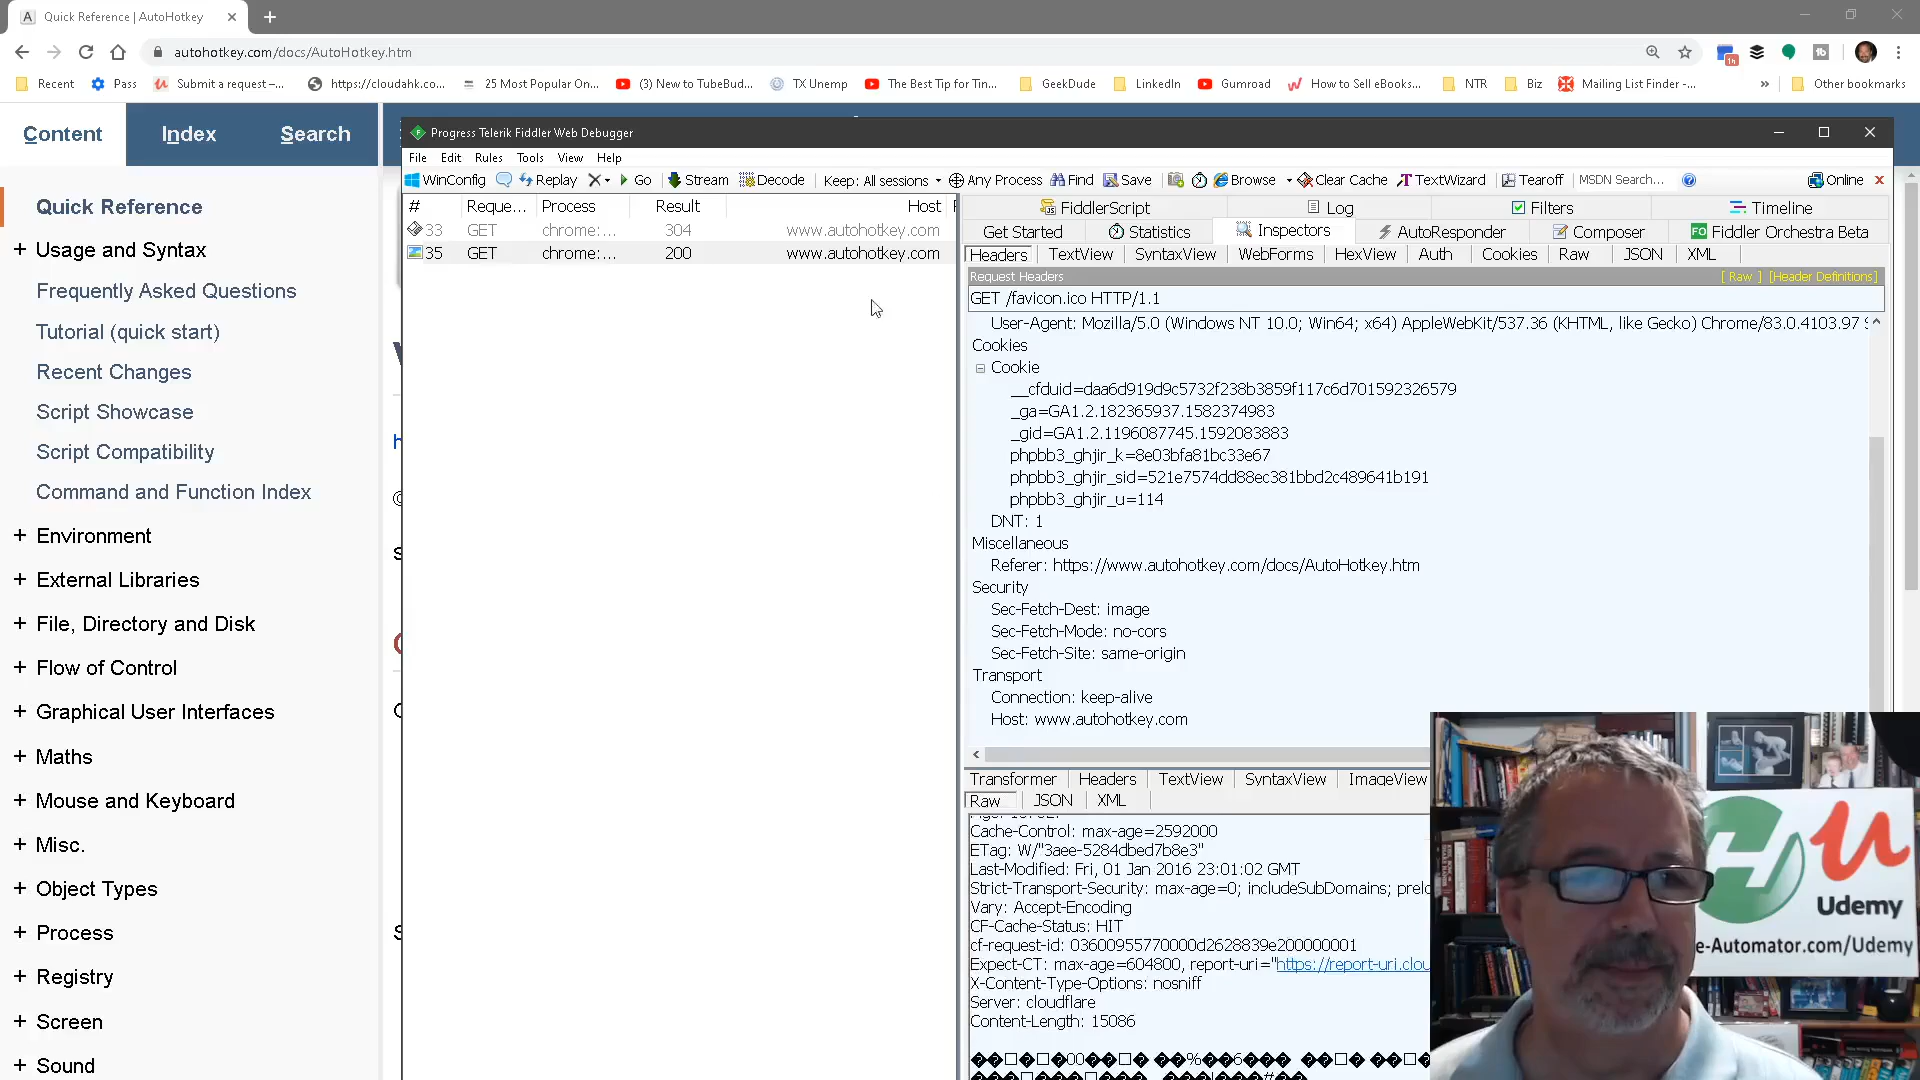 Quick Reference | AutoHotkey
autohotkey.com/docs/AutoHotkey.htm
Recent
Pass
Submit a request –...
https://cloudahk.co...
25 Most Popular On...
(3) New to TubeBud...
TX Unemp
The Best Tip for Tin...
GeekDude
LinkedIn
Gumroad
How to Sell eBooks...
NTR
Biz
Mailing List Finder -...
»
Other bookmarks
Content
Index
Search
Quick Reference
+ Usage and Syntax
Frequently Asked Questions
Tutorial (quick start)
Recent Changes
Script Showcase
Script Compatibility
Command and Function Index
+ Environment
+ External Libraries
+ File, Directory and Disk
+ Flow of Control
+ Graphical User Interfaces
+ Maths
+ Mouse and Keyboard
+ Misc.
+ Object Types
+ Process
+ Registry
+ Screen
+ Sound
Progress Telerik Fiddler Web Debugger
File Edit Rules Tools View Help
WinConfig Replay Go Stream Decode Keep: All sessions Any Process Find Save Browse Clear Cache TextWizard Tearoff MSDN Search... Online
# Reque... Process Result Host
33 GET chrome:... 304 www.autohotkey.com
35 GET chrome:... 200 www.autohotkey.com
FiddlerScript Log Filters Timeline
Get Started Statistics Inspectors AutoResponder Composer Fiddler Orchestra Beta
Headers TextView SyntaxView WebForms HexView Auth Cookies Raw JSON XML
Request Headers [ Raw ] [Header Definitions]
GET /favicon.ico HTTP/1.1
User-Agent: Mozilla/5.0 (Windows NT 10.0; Win64; x64) AppleWebKit/537.36 (KHTML, like Gecko) Chrome/83.0.4103.97
Cookies
Cookie
__cfduid=daa6d919d9c5732f238b3859f117c6d701592326579
_ga=GA1.2.182365937.1582374983
_gid=GA1.2.1196087745.1592083883
phpbb3_ghjir_k=8e03bfa81bc33e67
phpbb3_ghjir_sid=521e7574dd88ec381bbd2c489641b191
phpbb3_ghjir_u=114
DNT: 1
Miscellaneous
Referer: https://www.autohotkey.com/docs/AutoHotkey.htm
Security
Sec-Fetch-Dest: image
Sec-Fetch-Mode: no-cors
Sec-Fetch-Site: same-origin
Transport
Connection: keep-alive
Host: www.autohotkey.com
Transformer Headers TextView SyntaxView ImageView
Raw JSON XML
Cache-Control: max-age=2592000
ETag: W/"3aee-5284dbed7b8e3"
Last-Modified: Fri, 01 Jan 2016 23:01:02 GMT
Strict-Transport-Security: max-age=0; includeSubDomains; prelo
Vary: Accept-Encoding
CF-Cache-Status: HIT
cf-request-id: 03600955770000d2628839e200000001
Expect-CT: max-age=604800, report-uri="https://report-uri.clou
X-Content-Type-Options: nosniff
Server: cloudflare
Content-Length: 15086
H
Udemy
e-Automator.com/Udemy